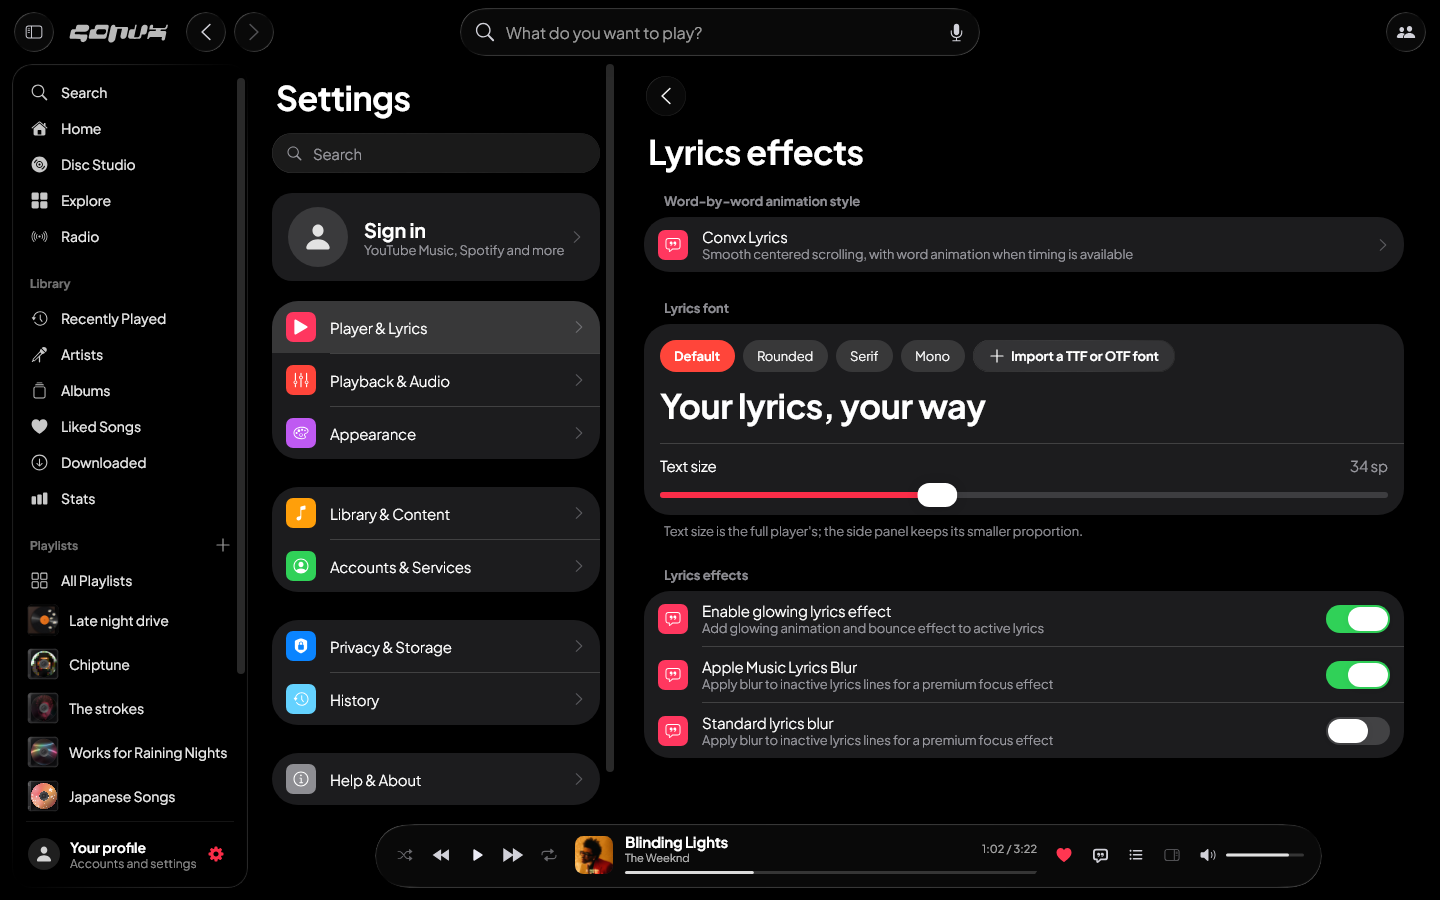 What do you want to play?
Search
Home
Disc Studio
Explore
Radio
Library
Recently Played
Artists
Albums
Liked Songs
Downloaded
Stats
Playlists
All Playlists
Late night drive
Chiptune
The strokes
Works for Raining Nights
Japanese Songs
Your profile
Accounts and settings
Settings
Search
Sign in
YouTube Music, Spotify and more
Player & Lyrics
Playback & Audio
Appearance
Library & Content
Accounts & Services
Privacy & Storage
History
Help & About
Lyrics effects
Word-by-word animation style
Convx Lyrics
Smooth centered scrolling, with word animation when timing is available
Lyrics font
Default Rounded Serif Mono Import a TTF or OTF font
Your lyrics, your way
Text size 34 sp
Text size is the full player's; the side panel keeps its smaller proportion.
Lyrics effects
Enable glowing lyrics effect
Add glowing animation and bounce effect to active lyrics
Apple Music Lyrics Blur
Apply blur to inactive lyrics lines for a premium focus effect
Standard lyrics blur
Apply blur to inactive lyrics lines for a premium focus effect
Blinding Lights
The Weeknd
1:02 / 3:22